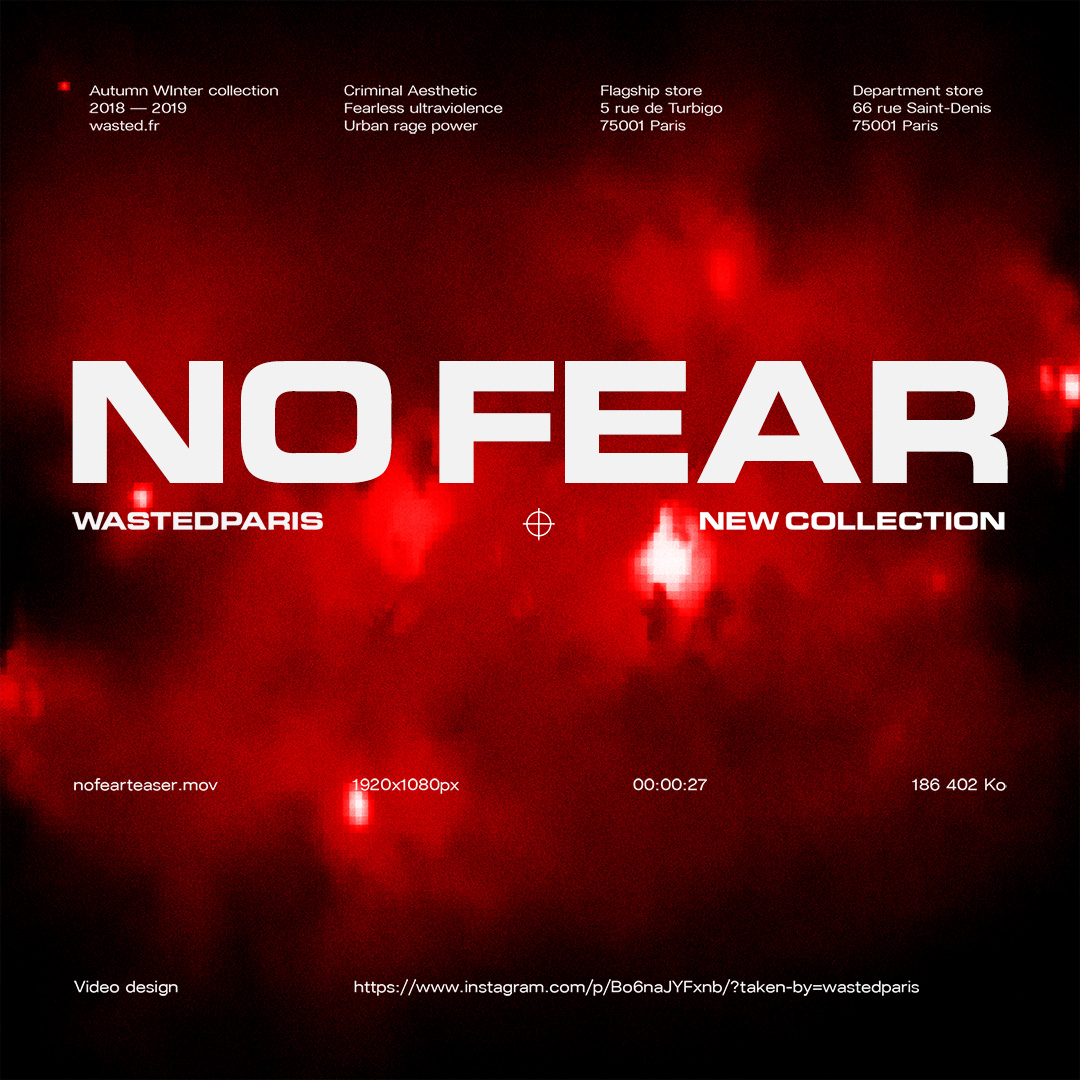 Autumn WInter collection
2018 — 2019
wasted.fr
Criminal Aesthetic
Fearless ultraviolence
Urban rage power
Flagship store
5 rue de Turbigo
75001 Paris
Department store
66 rue Saint-Denis
75001 Paris
NO FEAR
WASTEDPARIS
NEW COLLECTION
nofearteaser.mov
1920x1080px
00:00:27
186 402 Ko
Video design
https://www.instagram.com/p/Bo6naJYFxnb/?taken-by=wastedparis